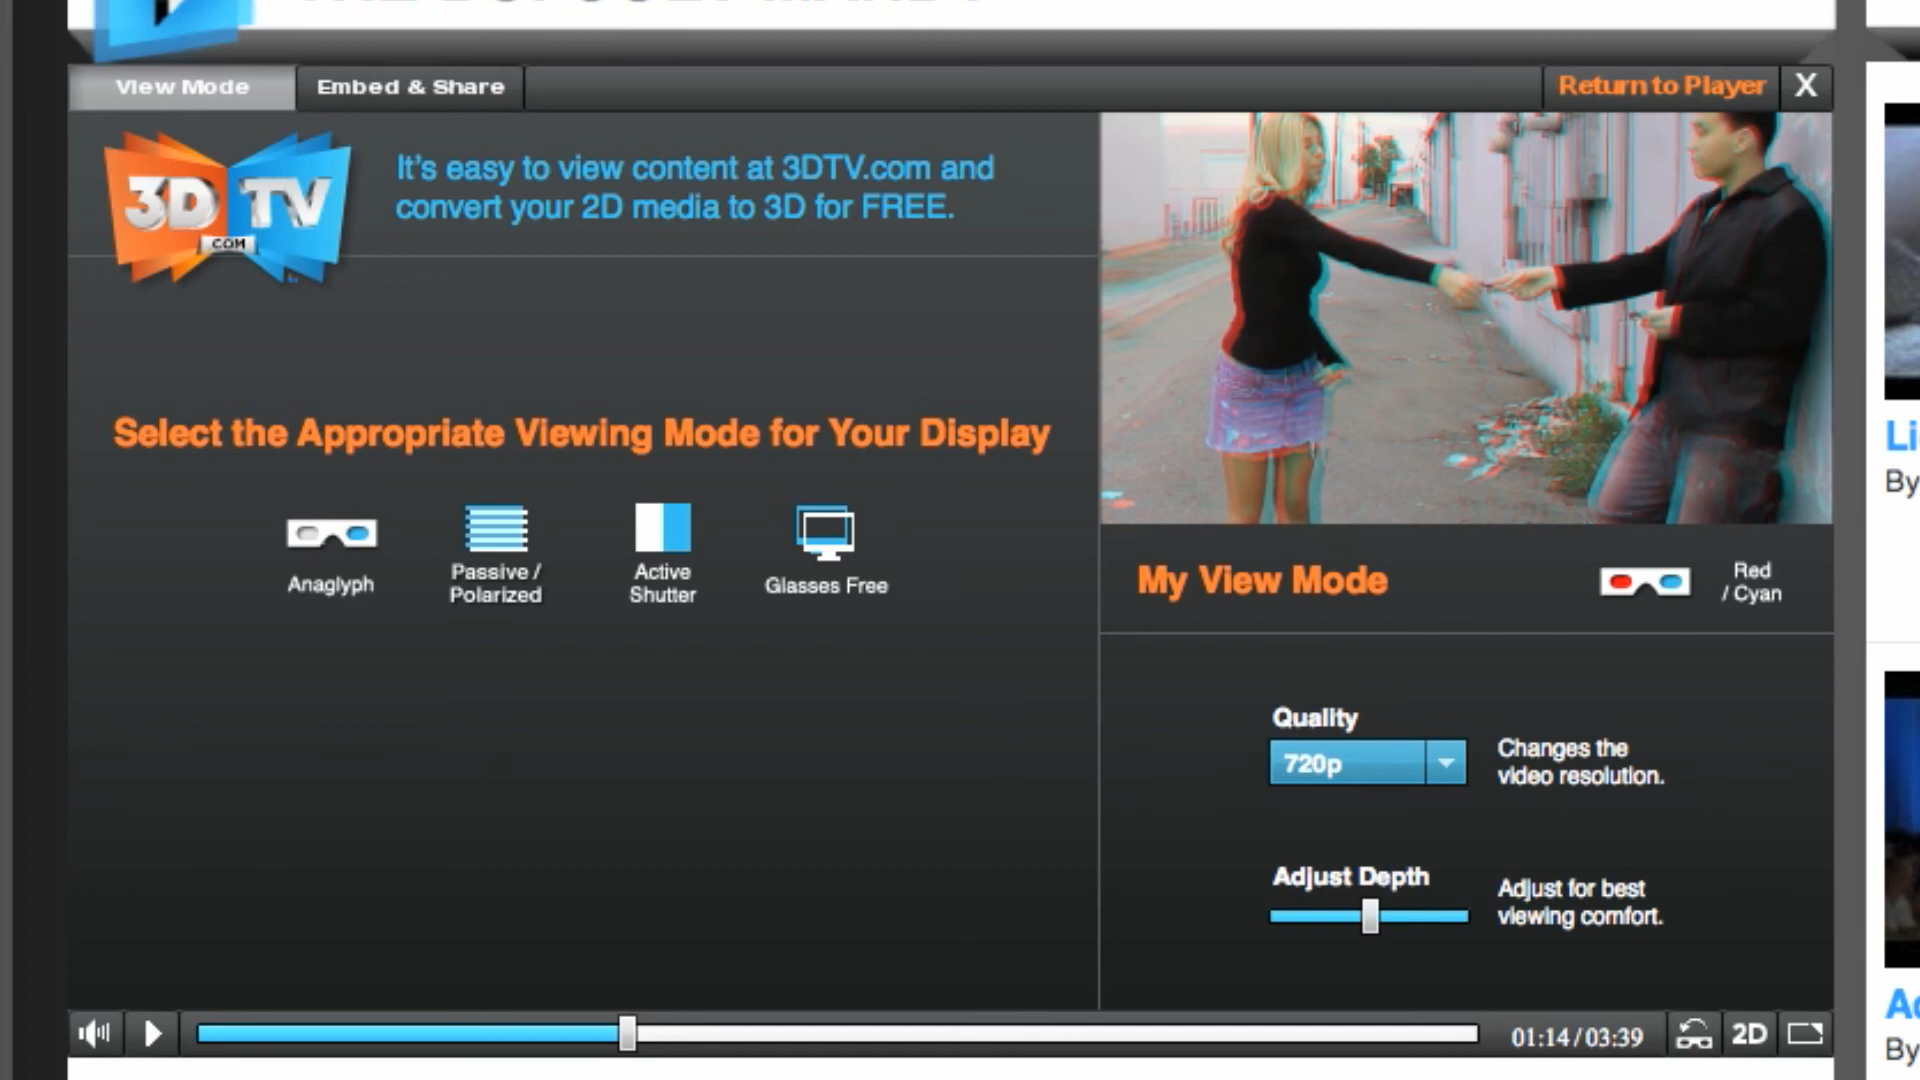 View Mode
Embed & Share
Return to Player
X
3D TV
.COM
It's easy to view content at 3DTV.com and
convert your 2D media to 3D for FREE.
Select the Appropriate Viewing Mode for Your Display
Anaglyph
Passive /
Polarized
Active
Shutter
Glasses Free
My View Mode
Red
/ Cyan
Quality
720p
Changes the
video resolution.
Adjust Depth
Adjust for best
viewing comfort.
01:14/03:39
2D
By
By